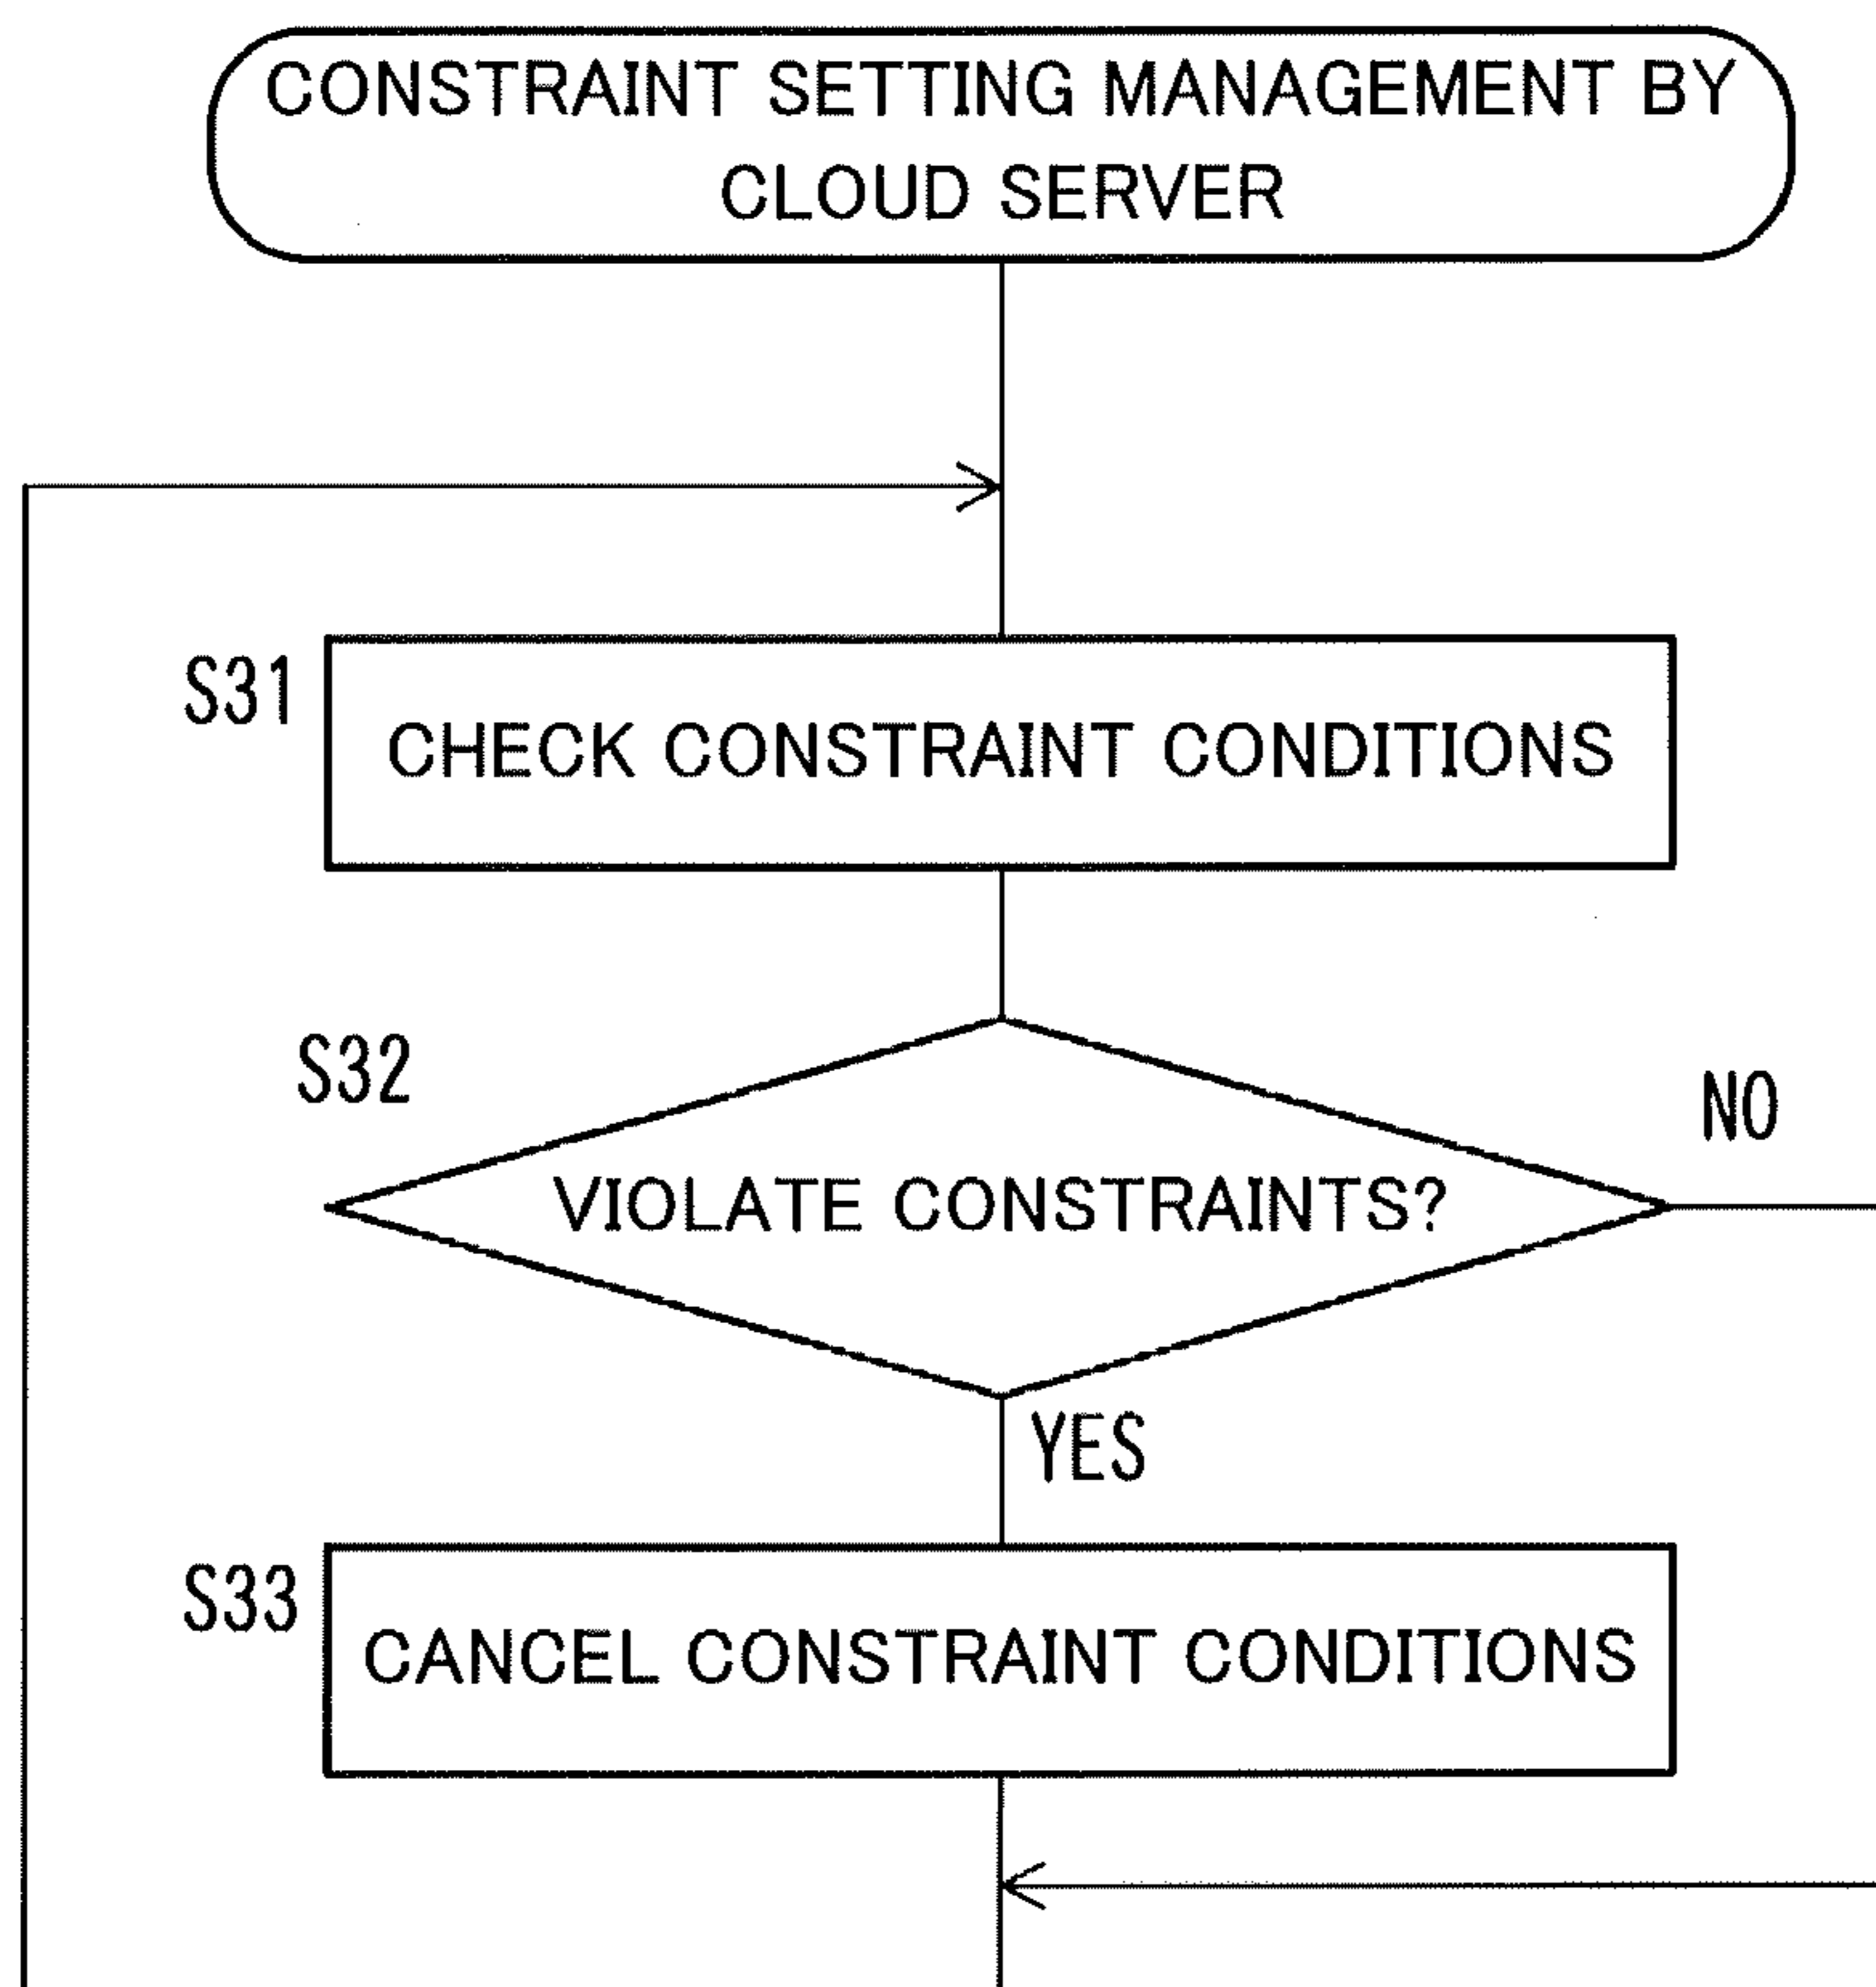 CONSTRAINT SETTING MANAGEMENT BY
CLOUD SERVER
S31
CHECK CONSTRAINT CONDITIONS
S32
NO
VIOLATE CONSTRAINTS?
YES
S33
CANCEL CONSTRAINT CONDITIONS